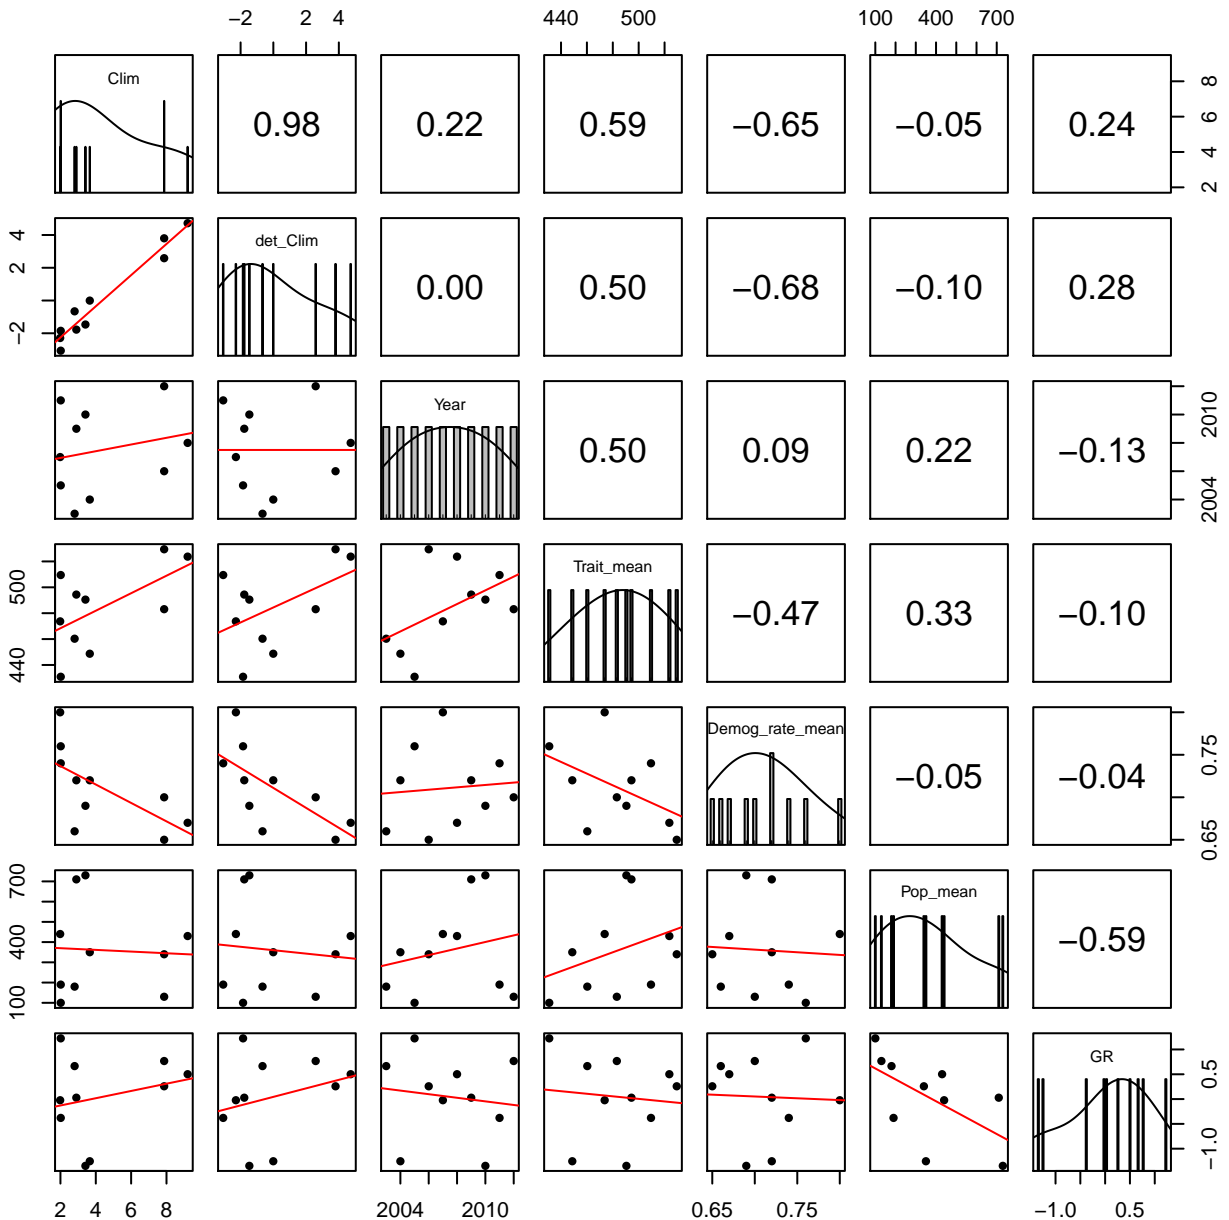 −2 2 4 440 500 100 400 700
Clim 0.98 0.22 0.59 −0.65 −0.05 0.24 2 4 6 8
−2 2 4 det_Clim 0.00 0.50 −0.68 −0.10 0.28
Year 0.50 0.09 0.22 −0.13 2004 2010
440 500 Trait_mean −0.47 0.33 −0.10
Demog_rate_mean −0.05 −0.04 0.65 0.75
100 400 700 Pop_mean −0.59
GR −1.0 0.5
2 4 6 8 2004 2010 0.65 0.75 −1.0 0.5